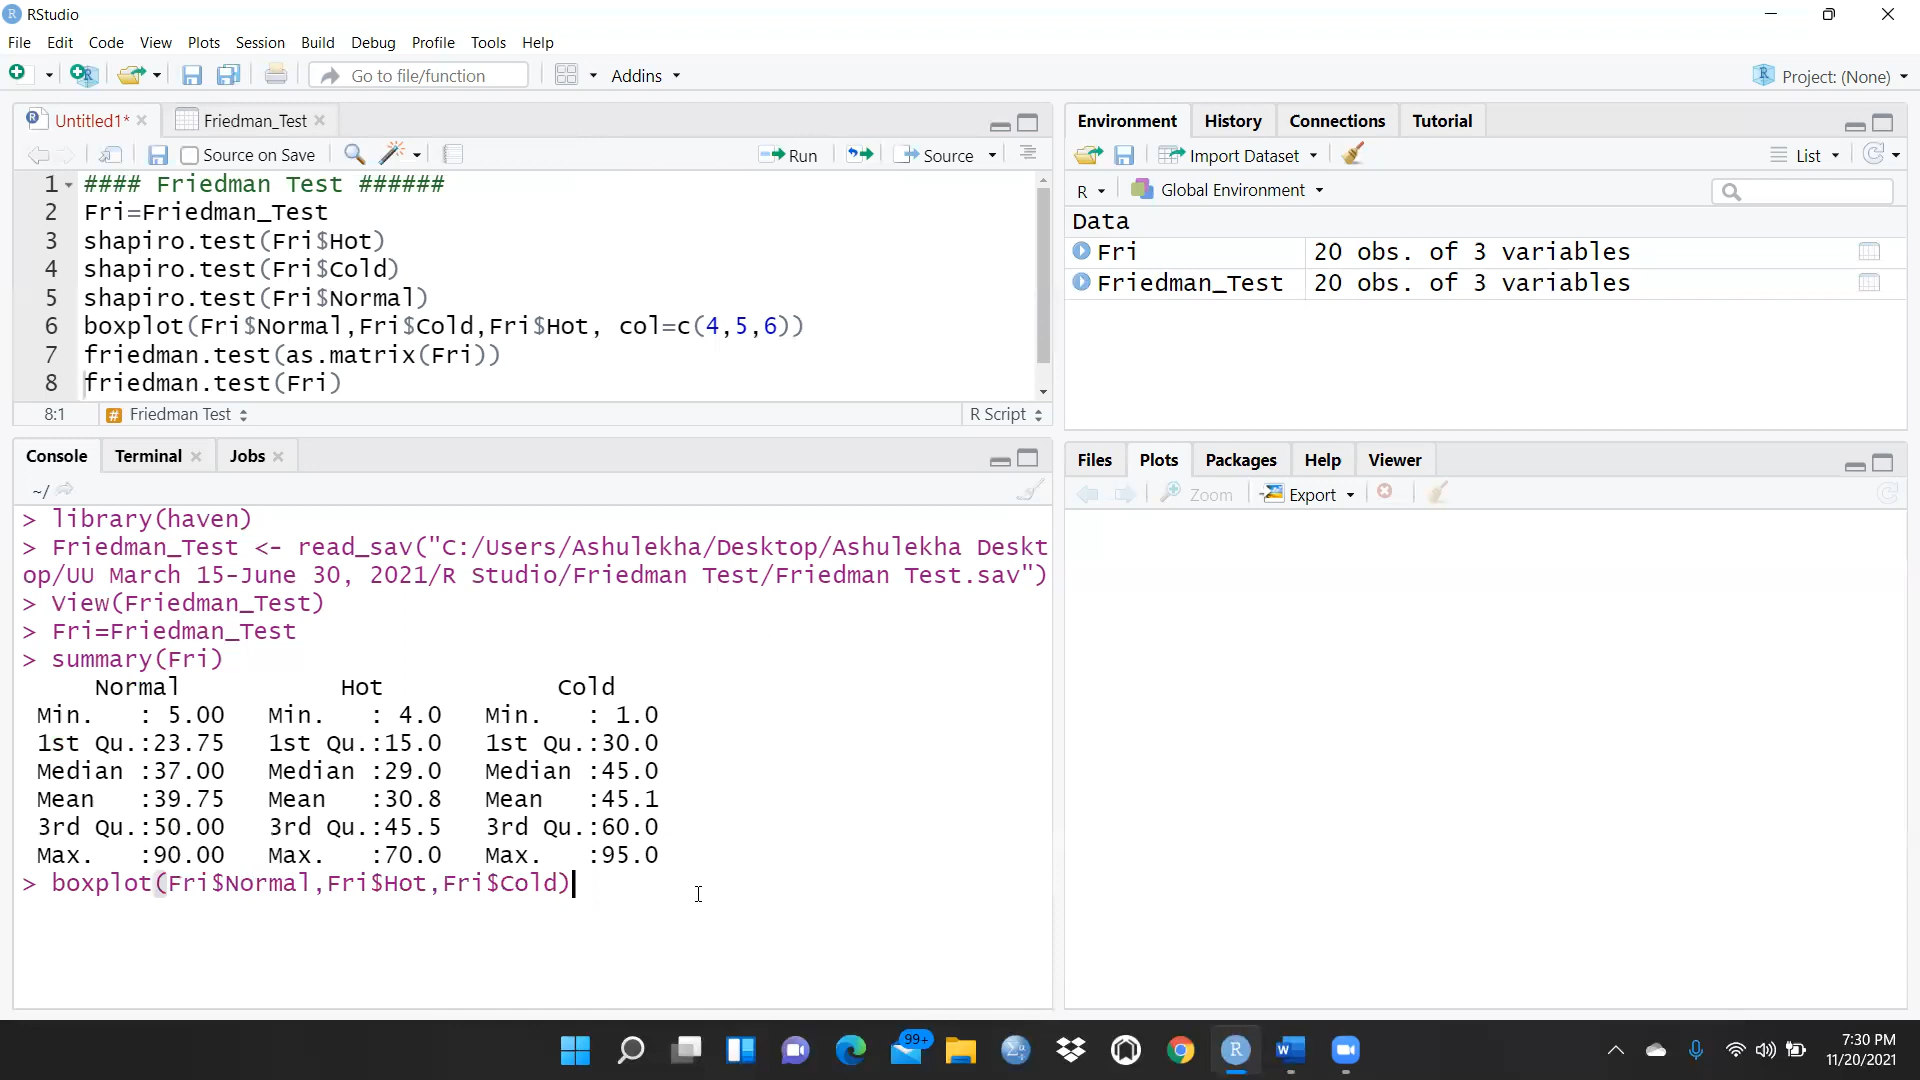 RStudio
File Edit Code View Plots Session Build Debug Profile Tools Help
Go to file/function Addins Project: (None)
Untitled1* Friedman_Test
Source on Save Run Source
1 #### Friedman Test ######
2 Fri=Friedman_Test
3 shapiro.test(Fri$Hot)
4 shapiro.test(Fri$Cold)
5 shapiro.test(Fri$Normal)
6 boxplot(Fri$Normal,Fri$Cold,Fri$Hot, col=c(4,5,6))
7 friedman.test(as.matrix(Fri))
8 friedman.test(Fri)
8:1 # Friedman Test R Script
Console Terminal Jobs
~/
> library(haven)
> Friedman_Test <- read_sav("C:/Users/Ashulekha/Desktop/Ashulekha Deskt
op/UU March 15-June 30, 2021/R Studio/Friedman Test/Friedman Test.sav")
> View(Friedman_Test)
> Fri=Friedman_Test
> summary(Fri)
Normal Hot Cold
Min. : 5.00 Min. : 4.0 Min. : 1.0
1st Qu.:23.75 1st Qu.:15.0 1st Qu.:30.0
Median :37.00 Median :29.0 Median :45.0
Mean :39.75 Mean :30.8 Mean :45.1
3rd Qu.:50.00 3rd Qu.:45.5 3rd Qu.:60.0
Max. :90.00 Max. :70.0 Max. :95.0
> boxplot(Fri$Normal,Fri$Hot,Fri$Cold)
Environment History Connections Tutorial
Import Dataset List
R Global Environment
Data
Fri 20 obs. of 3 variables
Friedman_Test 20 obs. of 3 variables
Files Plots Packages Help Viewer
Zoom Export
99+
7:30 PM
11/20/2021